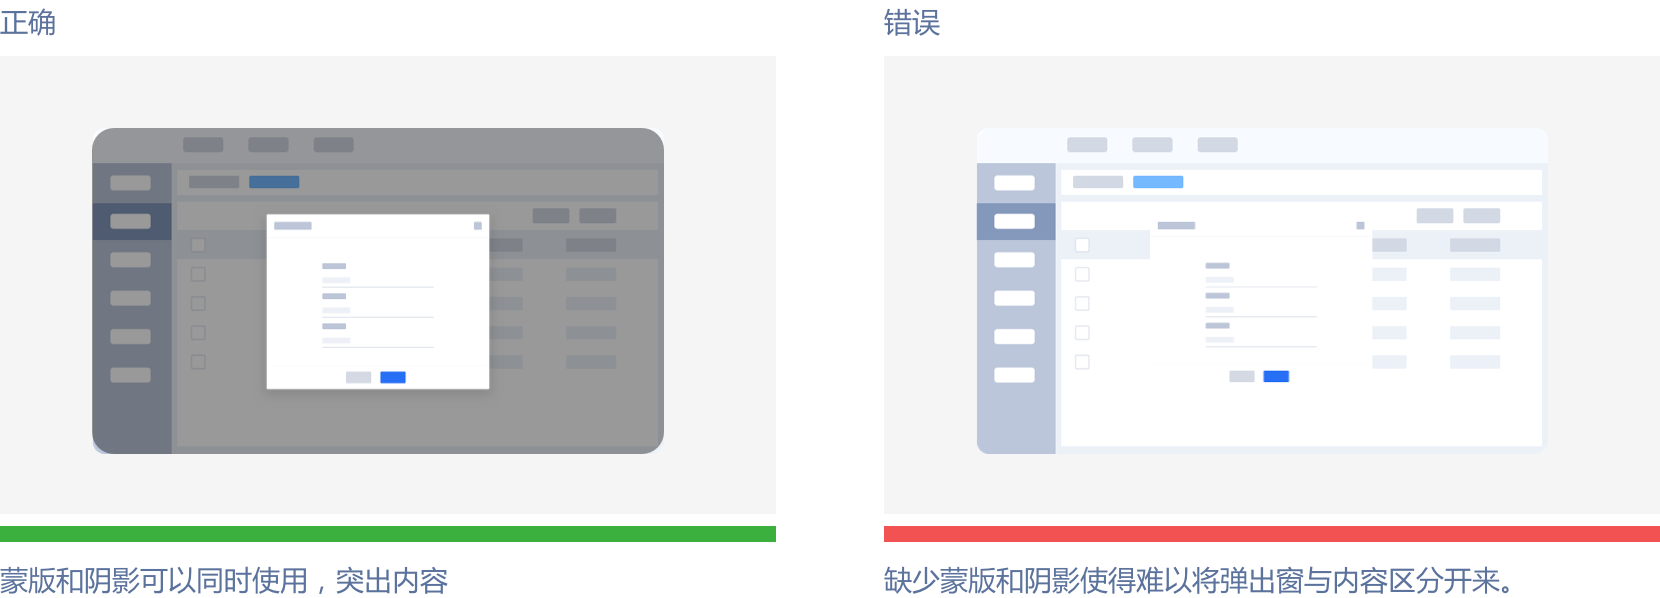 正确
错误
蒙版和阴影可以同时使用，突出内容
缺少蒙版和阴影使得难以将弹出窗与内容区分开来。